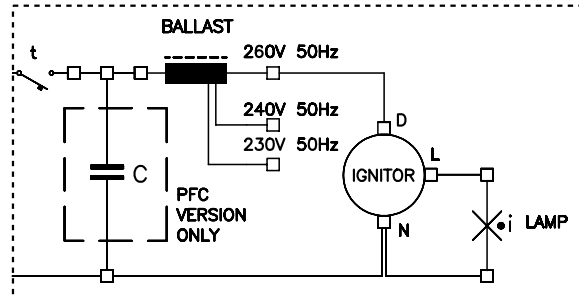 BALLAST
t
260V 50Hz
240V 50Hz
230V 50Hz
D
L
IGNITOR
C
PFC
VERSION
ONLY
N
i LAMP